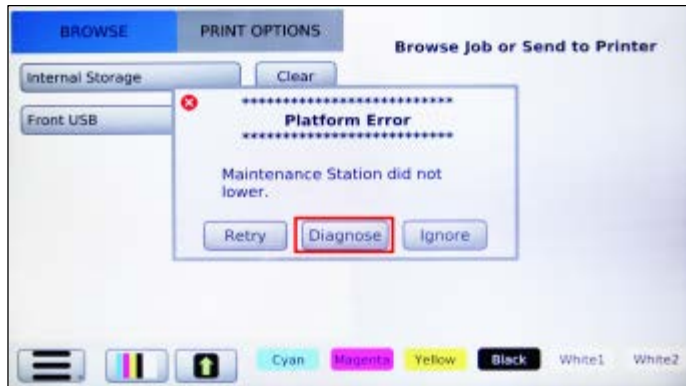 BROWSE
PRINT OPTIONS
Browse Job or Send to Printer
Internal Storage
Clear
Front USB
***************************
Platform Error
***************************
Maintenance Station did not
lower.
Retry
Diagnose
Ignore
Cyan
Magenta
Yellow
Black
White1
White2